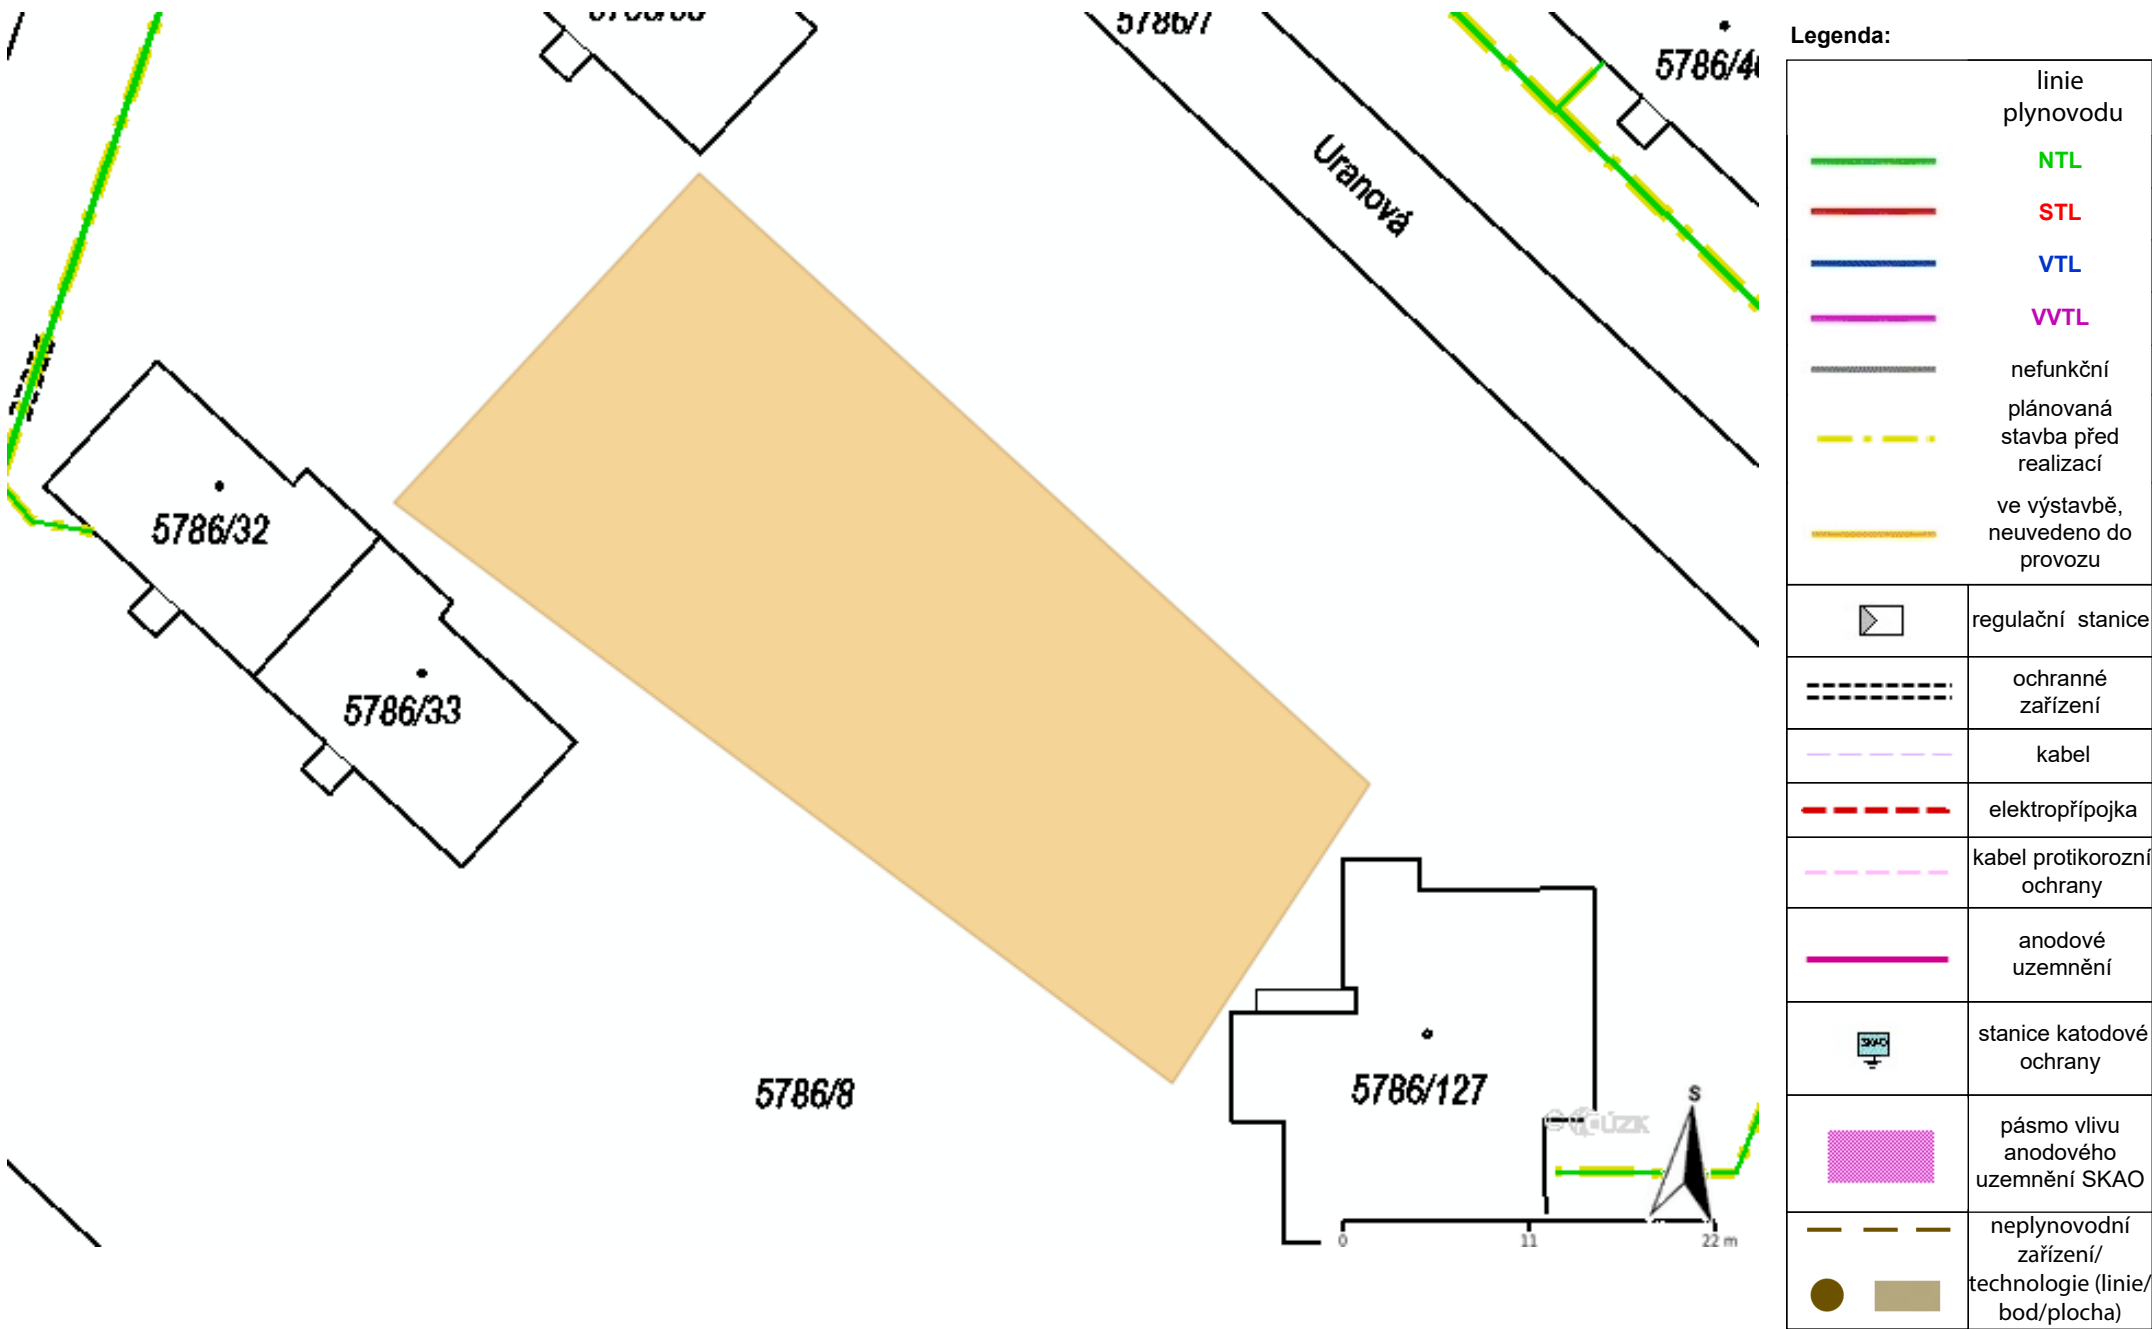 5786/7
5786/4
Uranová
5786/32
5786/33
5786/8
5786/127
ÚZK
S
0
11
22 m
Legenda:
linie
plynovodu
NTL
STL
VTL
VVTL
nefunkční
plánovaná
stavba před
realizací
ve výstavbě,
neuvedeno do
provozu
regulační stanice
ochranné
zařízení
kabel
elektropřípojka
kabel protikorozní
ochrany
anodové
uzemnění
SKAO
stanice katodové
ochrany
pásmo vlivu
anodového
uzemnění SKAO
neplynovodní
zařízení/
technologie (linie/
bod/plocha)